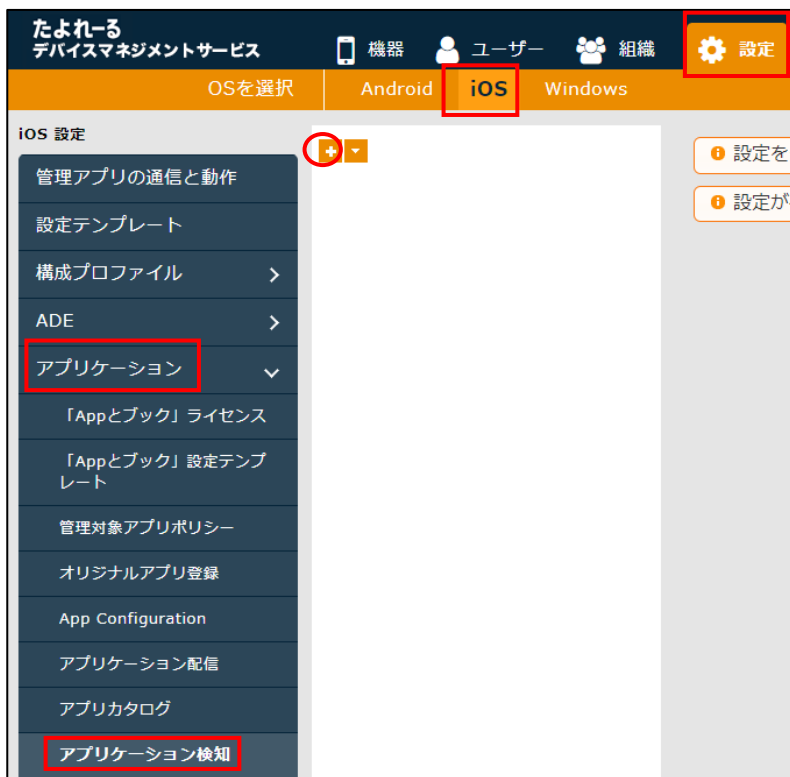 たよれーる
デバイスマネジメントサービス
機器
ユーザー
組織
設定
OSを選択
Android
iOS
Windows
iOS 設定
管理アプリの通信と動作
設定テンプレート
構成プロファイル
ADE
アプリケーション
「Appとブック」ライセンス
「Appとブック」設定テンプ
レート
管理対象アプリポリシー
オリジナルアプリ登録
App Configuration
アプリケーション配信
アプリカタログ
アプリケーション検知
設定を
設定が